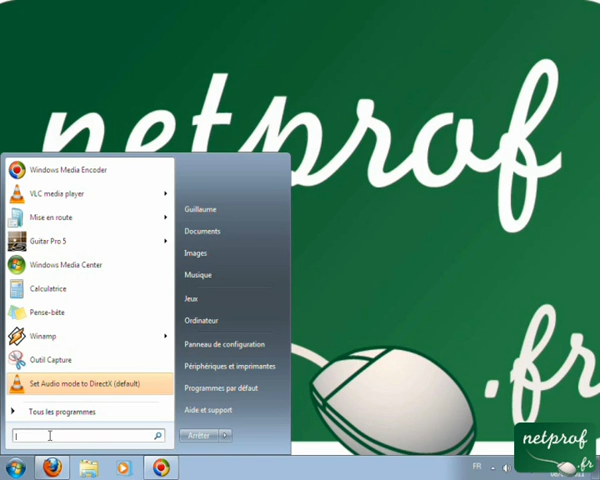 netprof
.fr
Windows Media Encoder
VLC media player
Mise en route
Guitar Pro 5
Windows Media Center
Calculatrice
Pense-bête
Winamp
Outil Capture
Set Audio mode to DirectX (default)
Tous les programmes
Guillaume
Documents
Images
Musique
Jeux
Ordinateur
Panneau de configuration
Périphériques et imprimantes
Programmes par défaut
Aide et support
Arrêter
FR
netprof
.fr